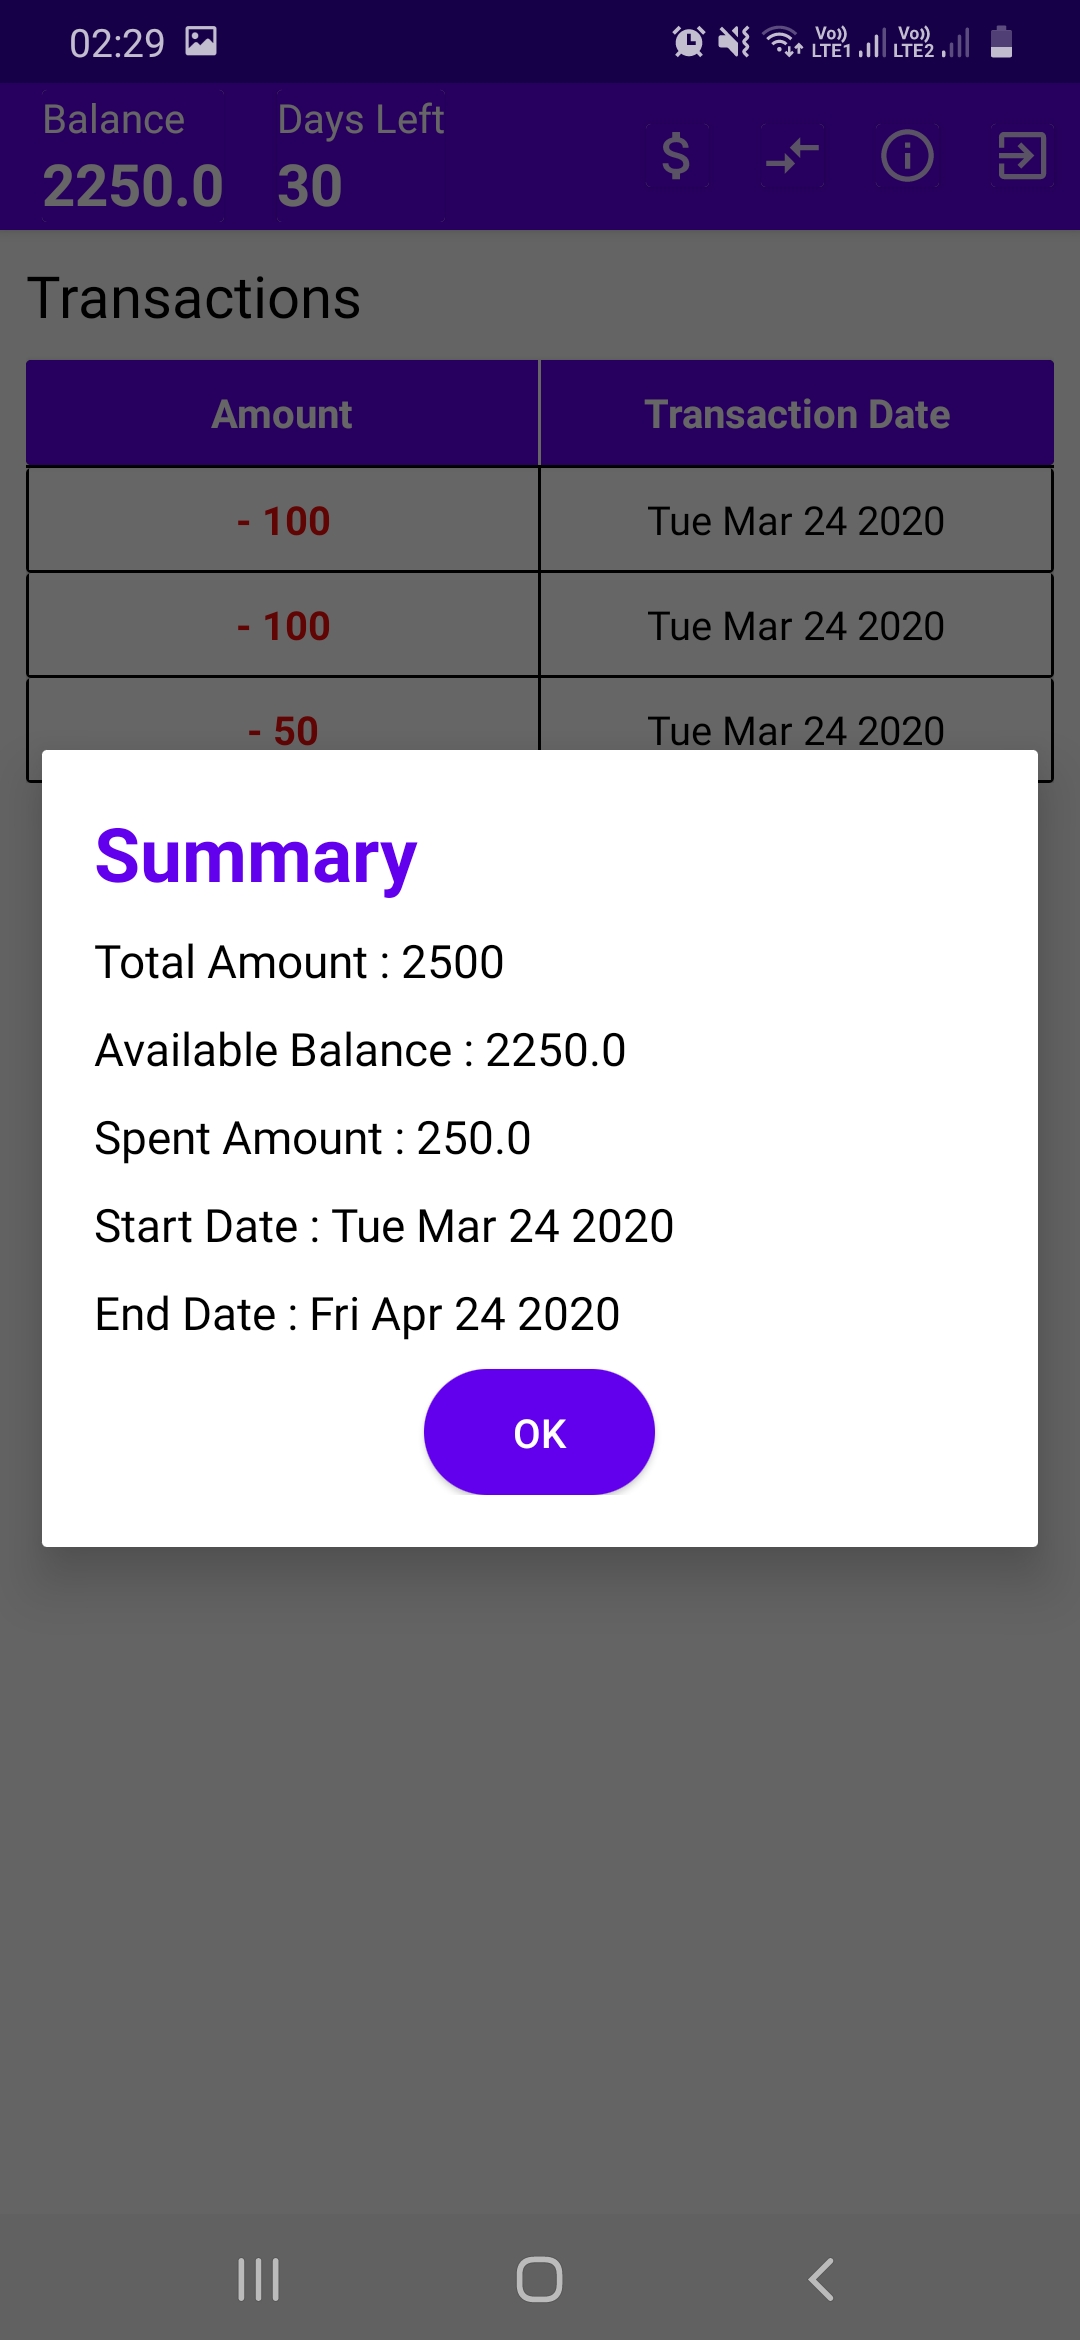 02:29 Vo)) LTE1 Vo)) LTE2
Balance Days Left
2250.0 30
Transactions
Amount Transaction Date
- 100 Tue Mar 24 2020
- 100 Tue Mar 24 2020
- 50 Tue Mar 24 2020
Summary
Total Amount : 2500
Available Balance : 2250.0
Spent Amount : 250.0
Start Date : Tue Mar 24 2020
End Date : Fri Apr 24 2020
OK